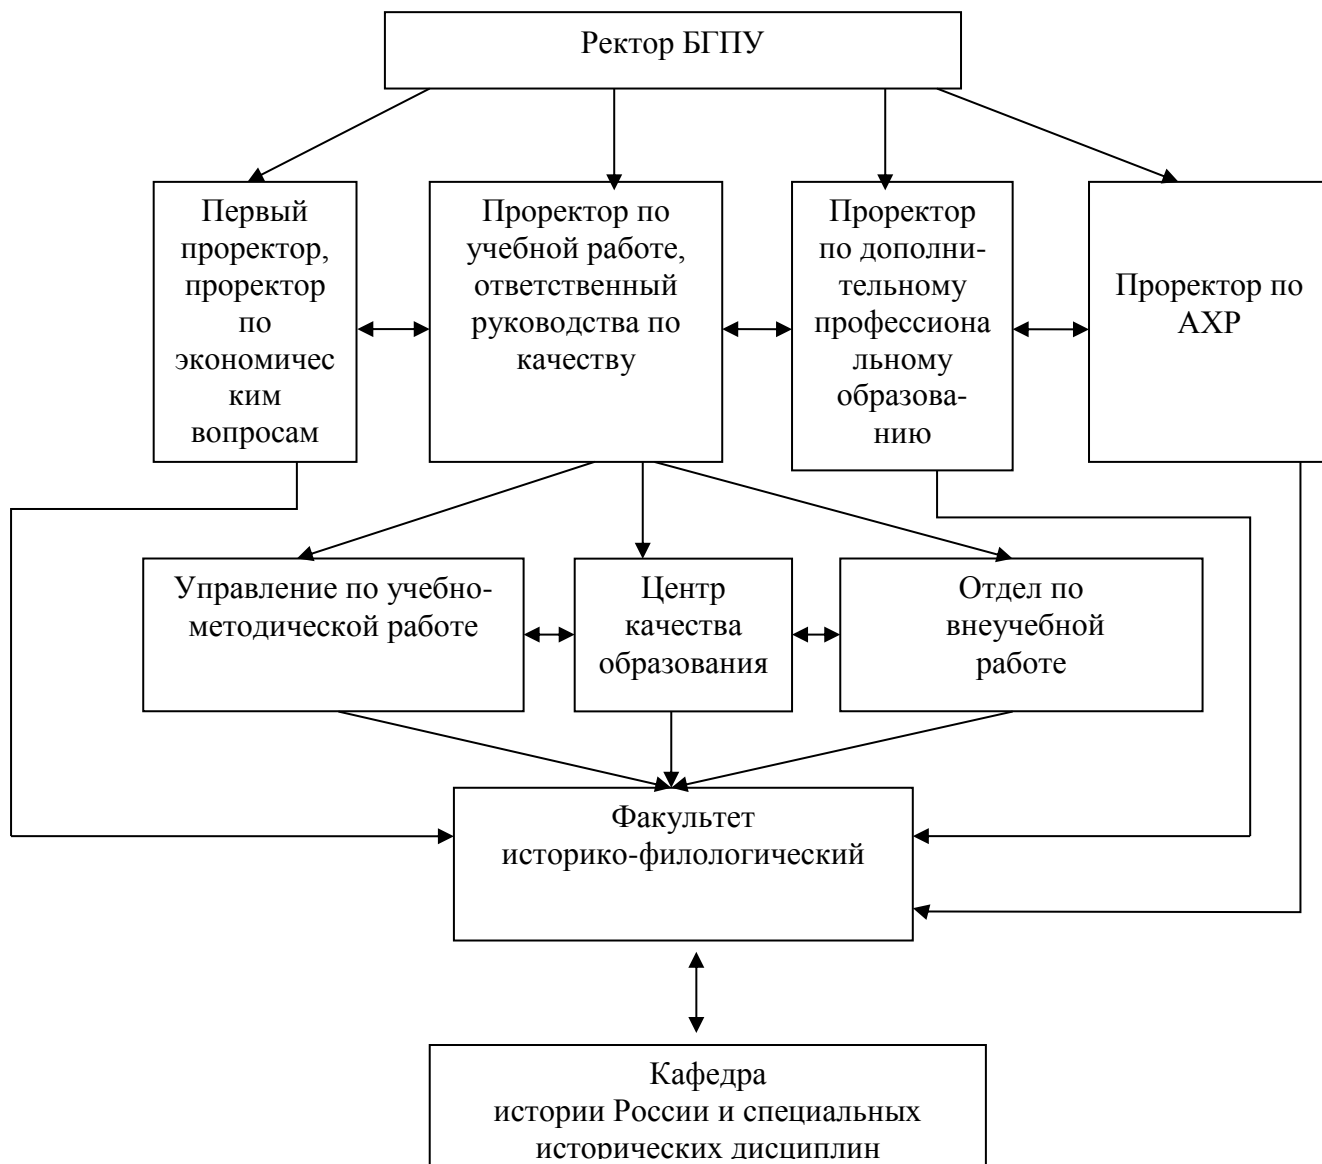 Ректор БГПУ
Первый
проректор,
проректор
по
экономичес
ким
вопросам
Проректор по
учебной работе,
ответственный
руководства по
качеству
Проректор
по дополни-
тельному
профессиона
льному
образова-
нию
Проректор по
АХР
Управление по учебно-
методической работе
Центр
качества
образования
Отдел по
внеучебной
работе
Факультет
историко-филологический
Кафедра
истории России и специальных
исторических дисциплин